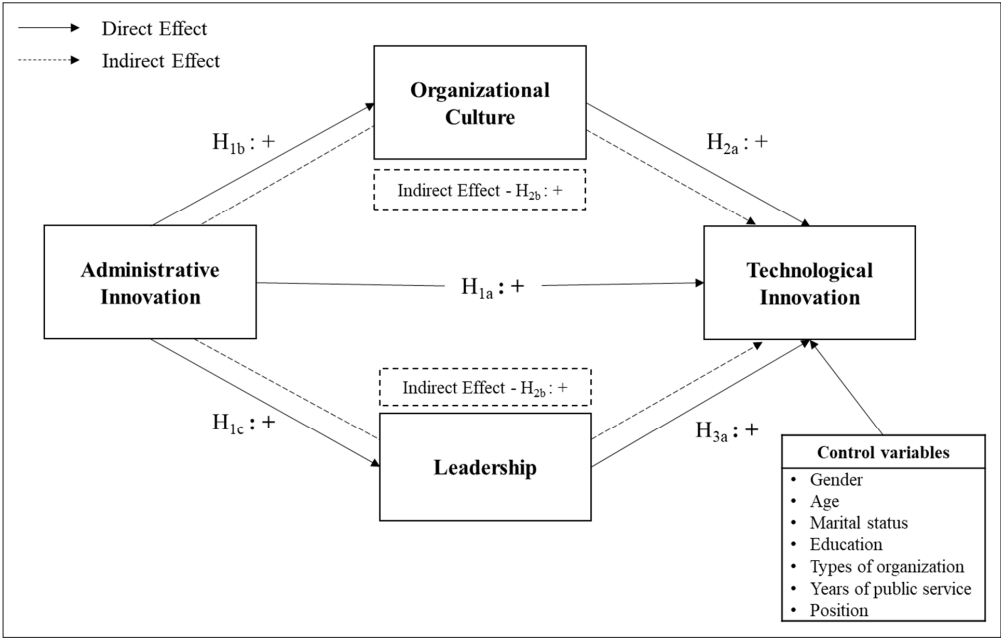 Direct Effect
Indirect Effect
Organizational
Culture
H1b : +
H2a : +
Indirect Effect - H2b : +
Administrative
Innovation
H1a : +
Technological
Innovation
Indirect Effect - H2b : +
H1c : +
H3a : +
Leadership
Control variables
• Gender
• Age
• Marital status
• Education
• Types of organization
• Years of public service
• Position